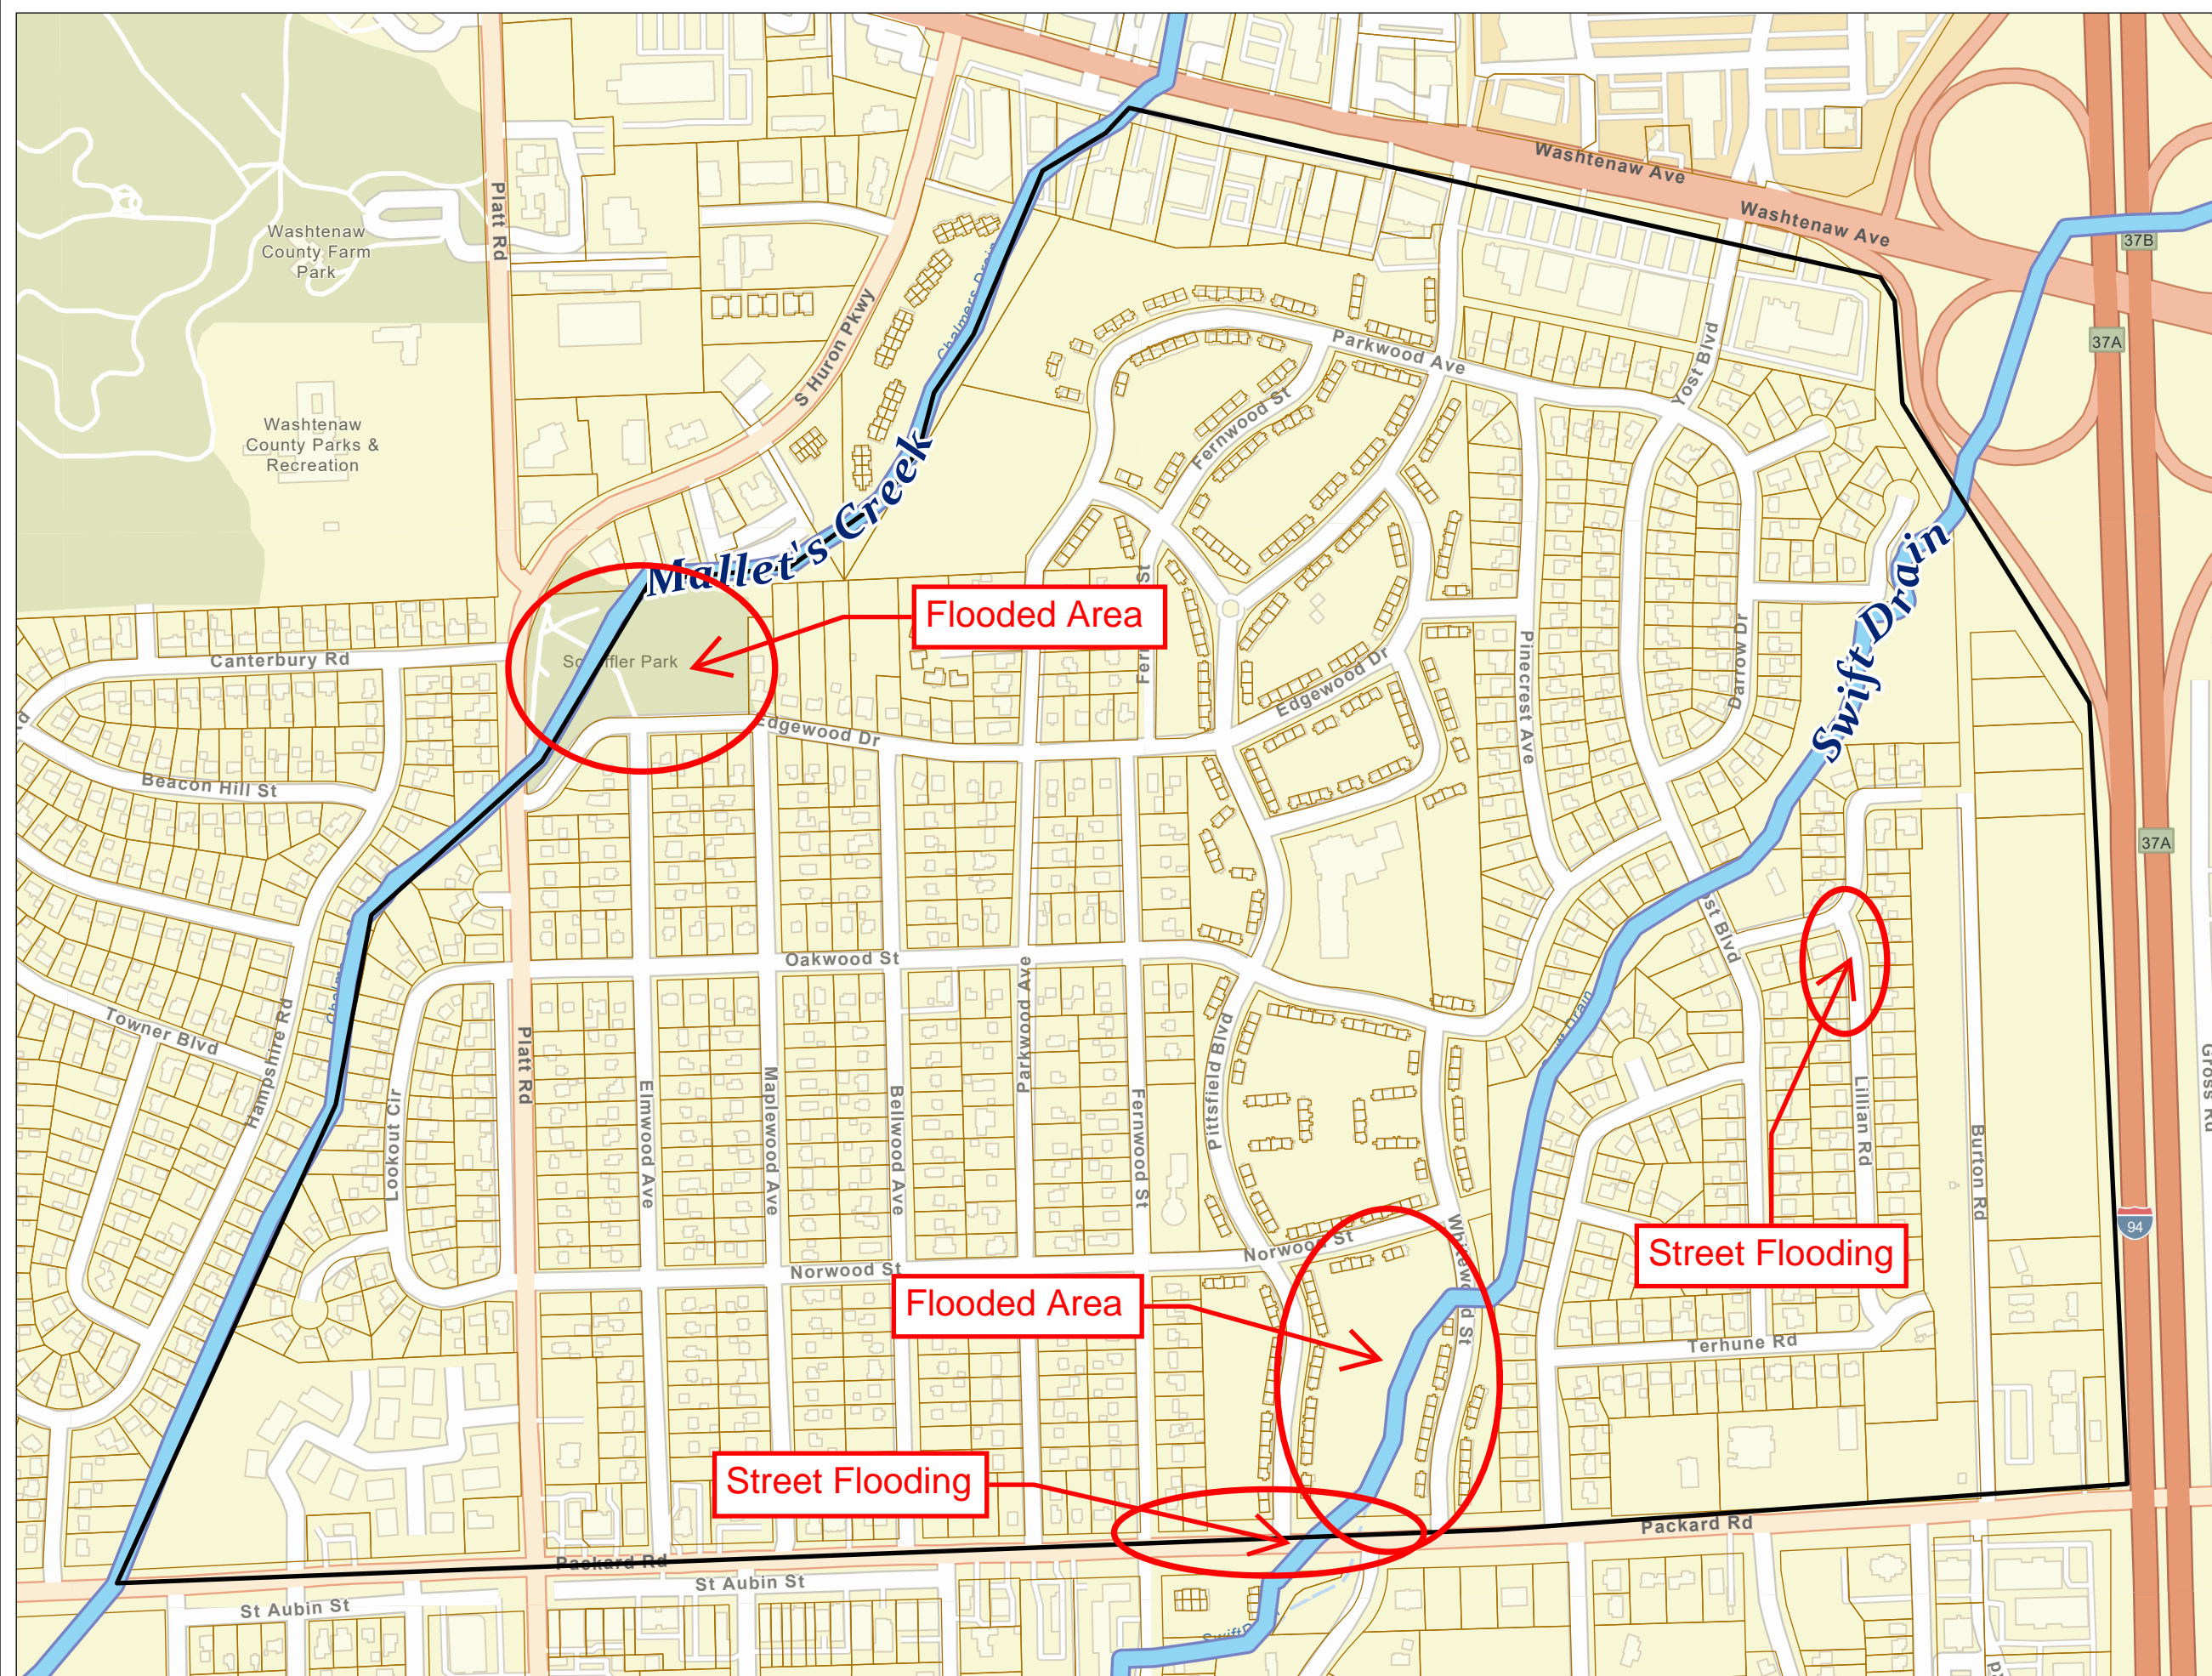 Washtenaw Ave
Washtenaw Ave
Platt Rd
Washtenaw
County Farm
Park
37B
37A
S Huron Pkwy
Chalmers Drain
Parkwood Ave
Yost Blvd
Fernwood St
Washtenaw
County Parks &
Recreation
Mallet's Creek
Swift Drain
Flooded Area
Canterbury Rd
Edgewood Dr
Pinecrest Ave
Darrow Dr
Edgewood Dr
Beacon Hill St
37A
Oakwood St
Towner Blvd
Hampshire Rd
Lookout Cir
Platt Rd
Elmwood Ave
Maplewood Ave
Bellwood Ave
Parkwood Ave
Fernwood St
Pittsfield Blvd
Lillian Rd
Burton Rd
Gross Rd
94
Street Flooding
Norwood St
Norwood St
Flooded Area
Terhune Rd
Street Flooding
Packard Rd
Packard Rd
St Aubin St
St Aubin St